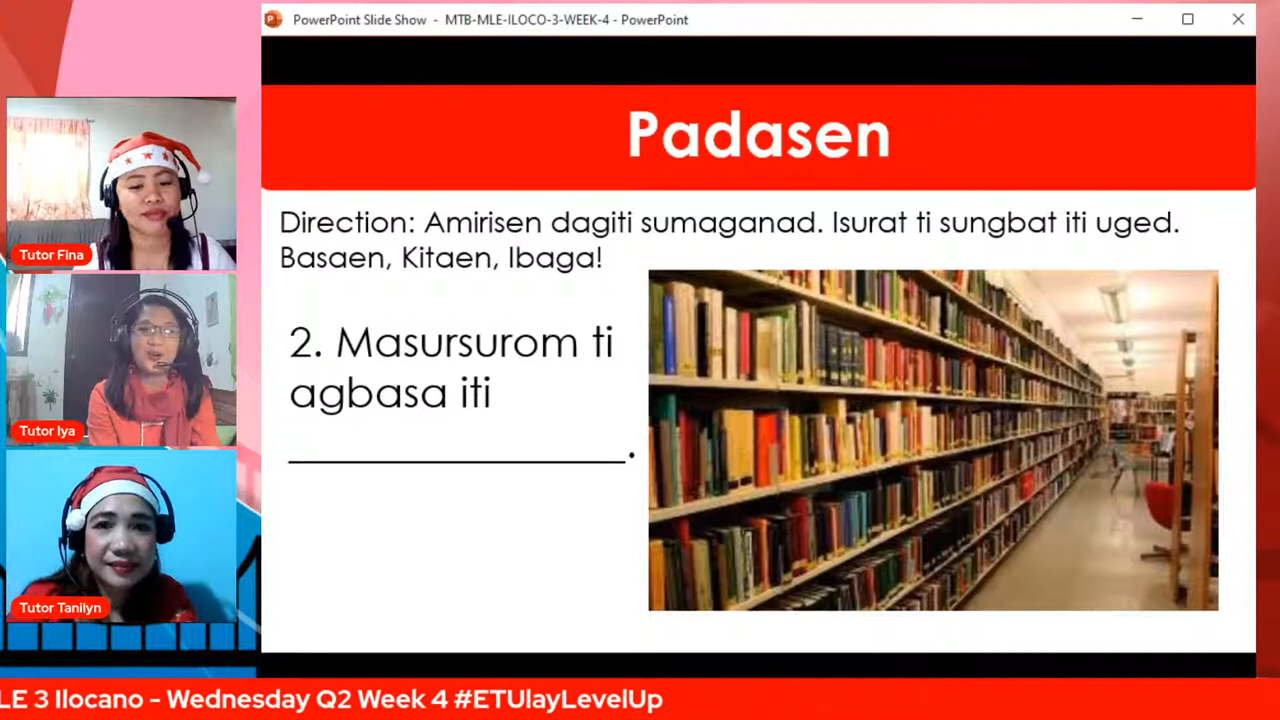 PowerPoint Slide Show - MTB-MLE-ILOCO-3-WEEK-4 - PowerPoint
Padasen
Direction: Amirisen dagiti sumaganad. Isurat ti sungbat iti uged.
Basaen, Kitaen, Ibaga!
2. Masursurom ti
agbasa iti
____________________.
Tutor Fina
Tutor Iya
Tutor Tanilyn
LE 3 Ilocano - Wednesday Q2 Week 4 #ETUlayLevelUp